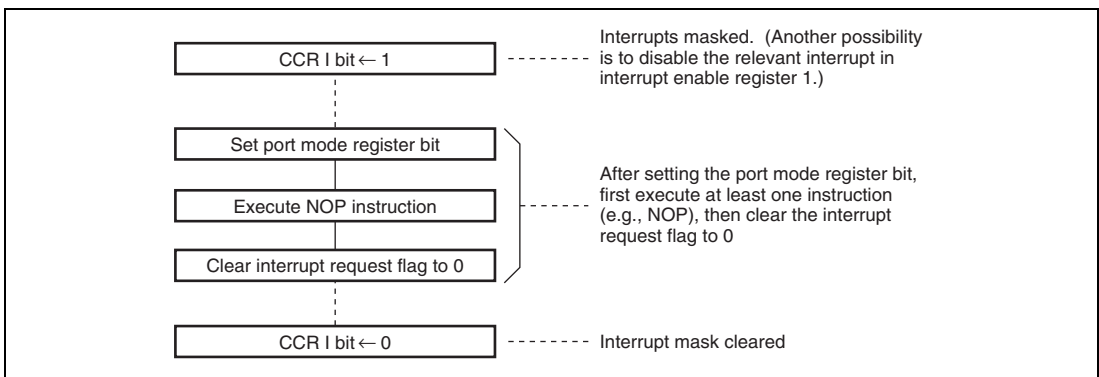 CCR I bit ← 1
Interrupts masked. (Another possibility
is to disable the relevant interrupt in
interrupt enable register 1.)
Set port mode register bit
Execute NOP instruction
Clear interrupt request flag to 0
After setting the port mode register bit,
first execute at least one instruction
(e.g., NOP), then clear the interrupt
request flag to 0
CCR I bit ← 0
Interrupt mask cleared